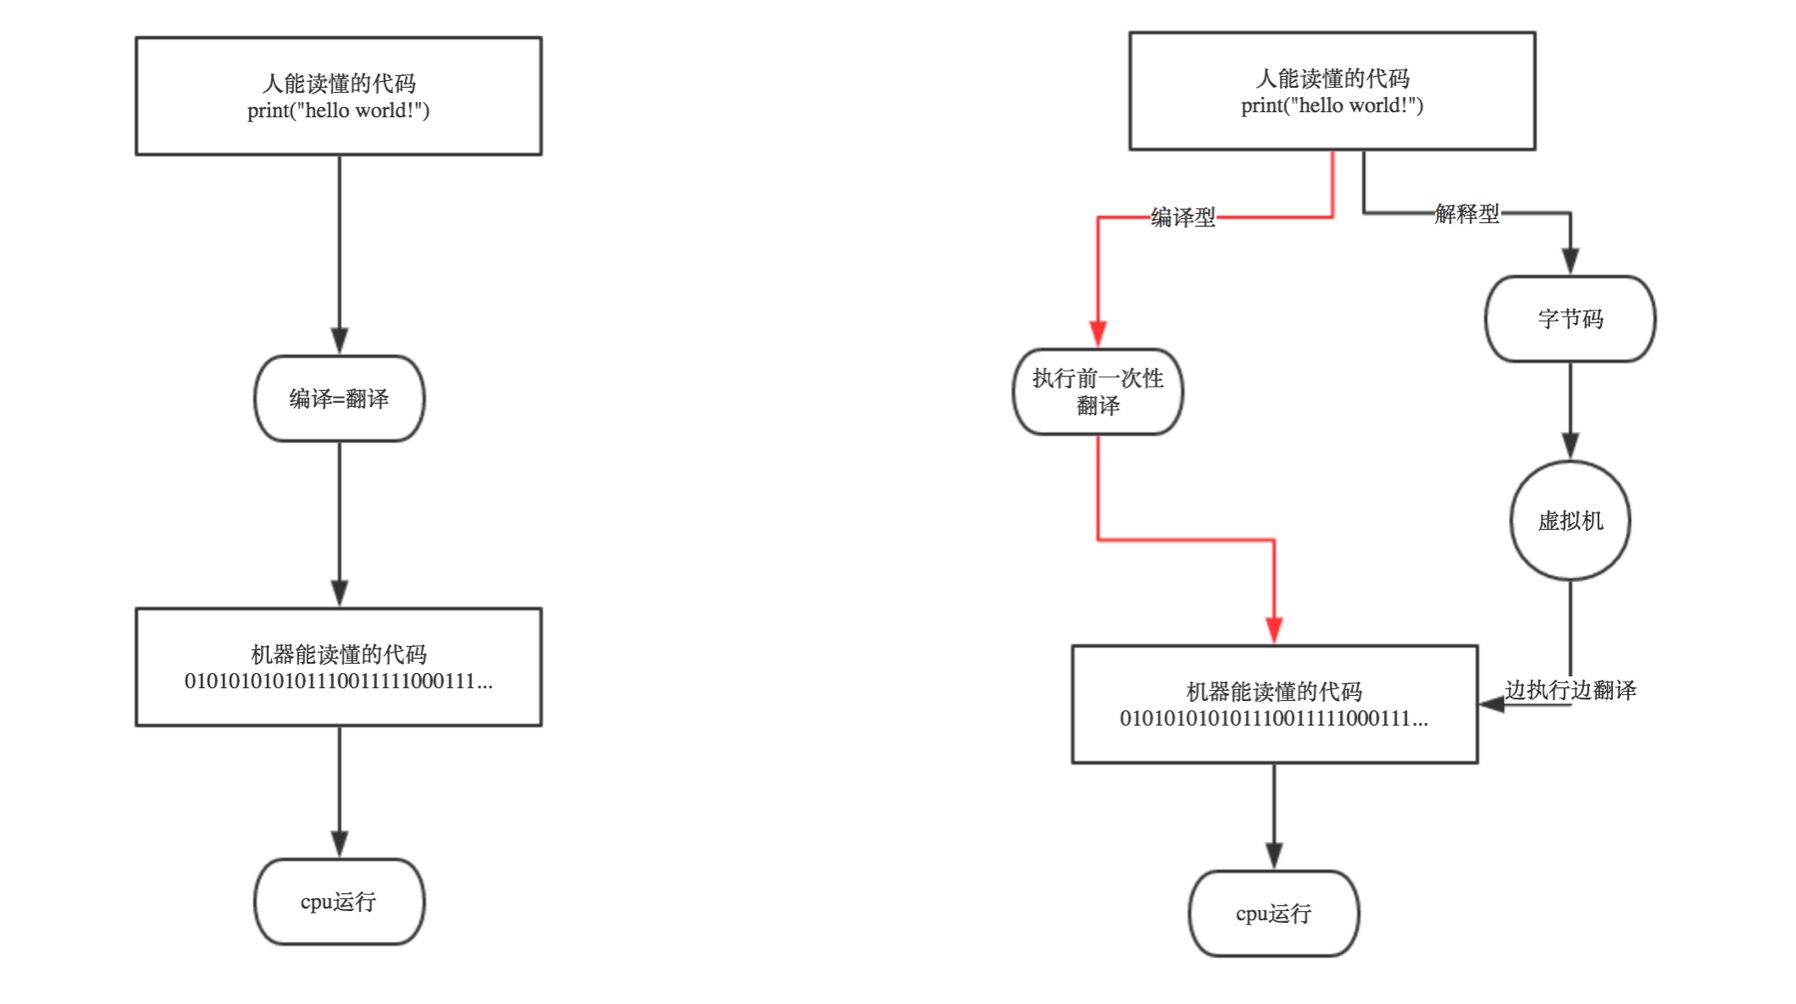 人能读懂的代码
print("hello world!")
编译=翻译
机器能读懂的代码
0101010101011100111110001​11...
cpu运行
人能读懂的代码
print("hello world!")
编译型
解释型
字节码
执行前一次性
翻译
虚拟机
边执行边翻译
机器能读懂的代码
0101010101011100111110001​11...
cpu运行